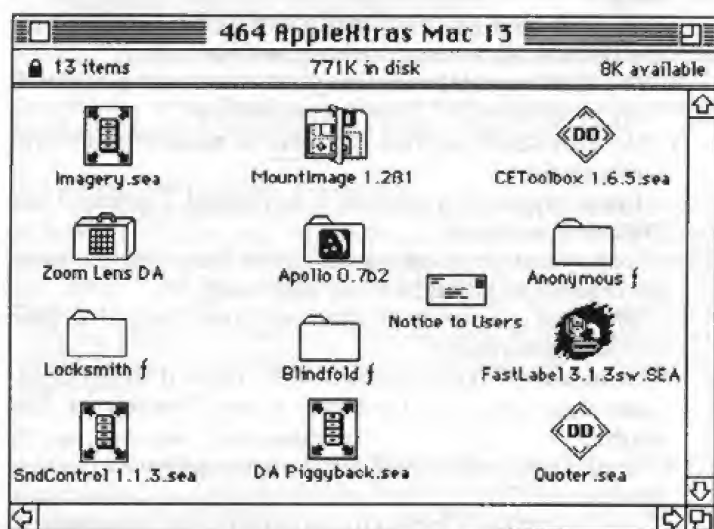 464 AppleXtras Mac 13
13 items 771K in disk 8K available
Imagery.sea MountImage 1.2ß1 CEToolbox 1.6.5.sea
Zoom Lens DA Apollo 0.7b2 Anonymous ƒ
Notice to Users
Locksmith ƒ Blindfold ƒ FastLabel 3.1.3sw.SEA
SndControl 1.1.3.sea DA Piggyback.sea Quoter.sea